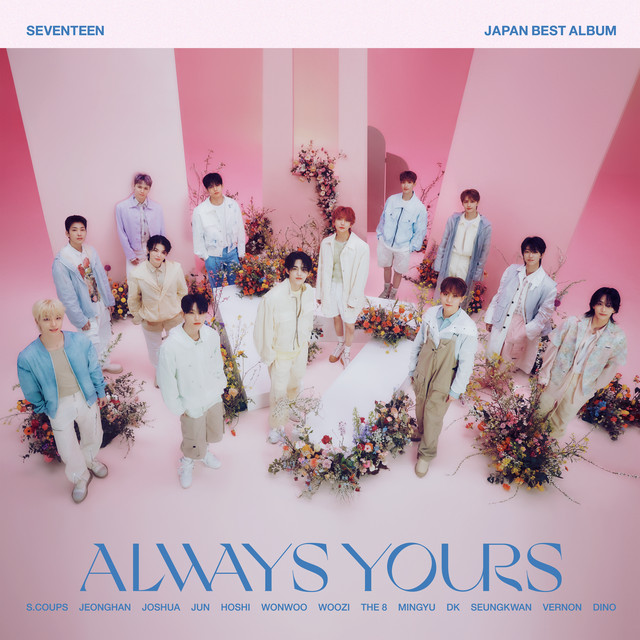 SEVENTEEN
JAPAN BEST ALBUM
ALWAYS YOURS
S.COUPS JEONGHAN JOSHUA JUN HOSHI WONWOO WOOZI THE 8 MINGYU DK SEUNGKWAN VERNON DINO